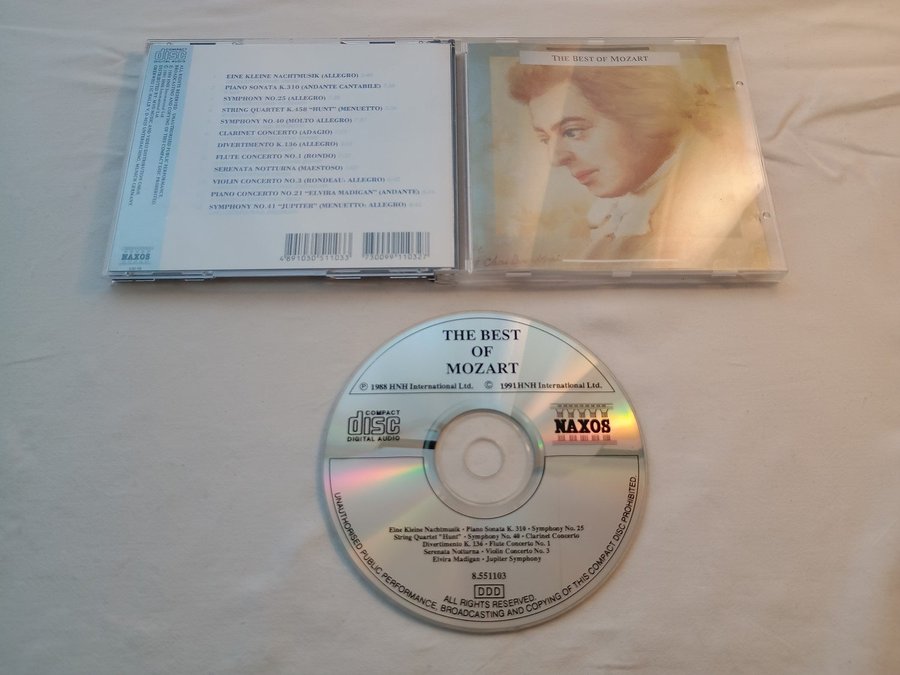 COMPACT
disc
DIGITAL AUDIO
NAXOS
EINE KLEINE NACHTMUSIK (ALLEGRO)
PIANO SONATA K.310 (ANDANTE CANTABILE)
SYMPHONY NO.25 (ALLEGRO)
STRING QUARTET K.458 "HUNT" (MENUETTO)
SYMPHONY NO.40 (MOLTO ALLEGRO)
CLARINET CONCERTO (ADAGIO)
DIVERTIMENTO K.136 (ALLEGRO)
FLUTE CONCERTO NO.1 (RONDO)
SERENATA NOTTURNA (MAESTOSO)
VIOLIN CONCERTO NO.3 (RONDEAU- ALLEGRO)
PIANO CONCERTO NO.21 "ELVIRA MADIGAN" (ANDANTE)
SYMPHONY NO.41 "JUPITER" (MENUETTO: ALLEGRO)
4891030511033
730099110327
THE BEST OF MOZART
THE BEST
OF
MOZART
Ⓟ 1988 HNH International Ltd. © 1991 HNH International Ltd.
COMPACT
disc
DIGITAL AUDIO
NAXOS
Eine Kleine Nachtmusik · Piano Sonata K. 310 · Symphony No. 25
String Quartet "Hunt" · Symphony No. 40 · Clarinet Concerto
Divertimento K. 136 · Flute Concerto No. 1
Serenata Notturna · Violin Concerto No. 3
Elvira Madigan · Jupiter Symphony
8.551103
DDD
ALL RIGHTS RESERVED.
UNAUTHORISED PUBLIC PERFORMANCE, BROADCASTING AND COPYING OF THIS COMPACT DISC PROHIBITED.